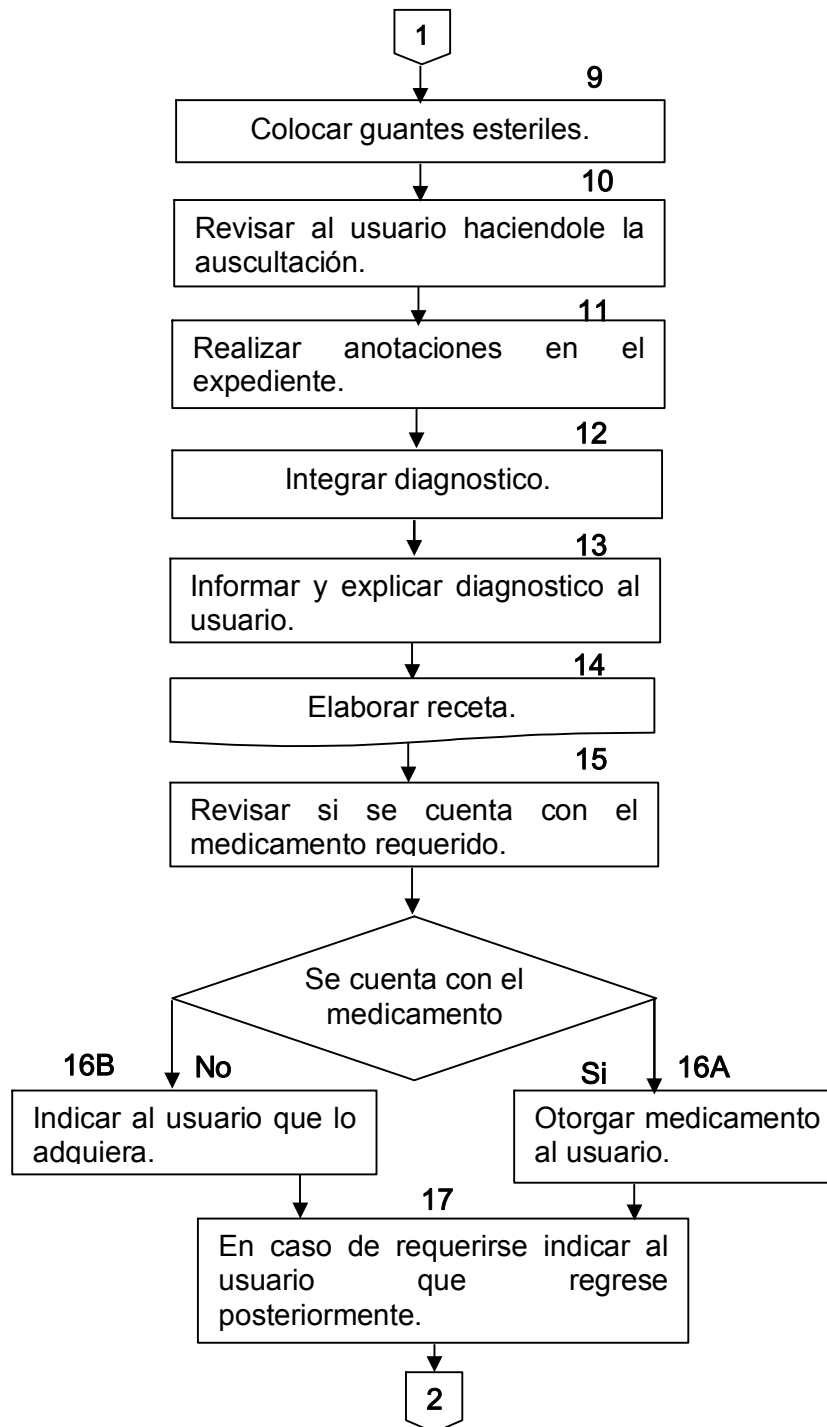 1
9
Colocar guantes esteriles.
10
Revisar al usuario haciendole la
auscultación.
11
Realizar anotaciones en el
expediente.
12
Integrar diagnostico.
13
Informar y explicar diagnostico al
usuario.
14
Elaborar receta.
15
Revisar si se cuenta con el
medicamento requerido.
Se cuenta con el
medicamento
16B No
Si 16A
Indicar al usuario que lo
adquiera.
Otorgar medicamento
al usuario.
17
En caso de requerirse indicar al
usuario que regrese
posteriormente.
2